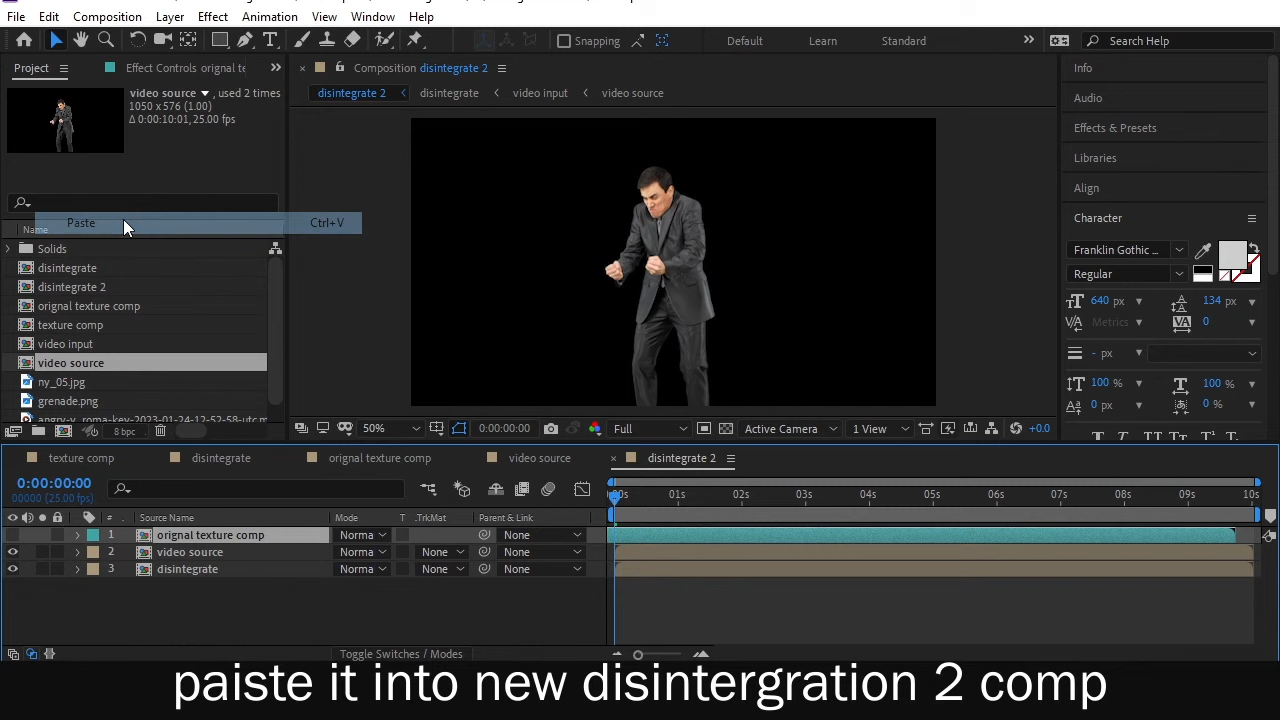 File Edit Composition Layer Effect Animation View Window Help
Snapping Default Learn Standard Search Help
Project Effect Controls orignal te
video source , used 2 times
1050 x 576 (1.00)
Δ 0:00:10:01, 25.00 fps
Composition disintegrate 2
disintegrate 2 disintegrate video input video source
Paste Ctrl+V
Name
Solids
disintegrate
disintegrate 2
orignal texture comp
texture comp
video input
video source
ny_05.jpg
grenade.png
8 bpc
50% 0:00:00:00 Full Active Camera 1 View +0.0
Info
Audio
Effects & Presets
Libraries
Align
Character
Franklin Gothic ...
Regular
640 px 134 px
Metrics 0
- px
100 % 100 %
0 px 0 %
texture comp disintegrate orignal texture comp video source disintegrate 2
0:00:00:00
00000 (25.00 fps)
00s 01s 02s 03s 04s 05s 06s 07s 08s 09s 10s
# . Source Name Mode T .TrkMat Parent & Link
1 orignal texture comp Norma None
2 video source Norma None None
3 disintegrate Norma None None
Toggle Switches / Modes
paiste it into new disintergration 2 comp